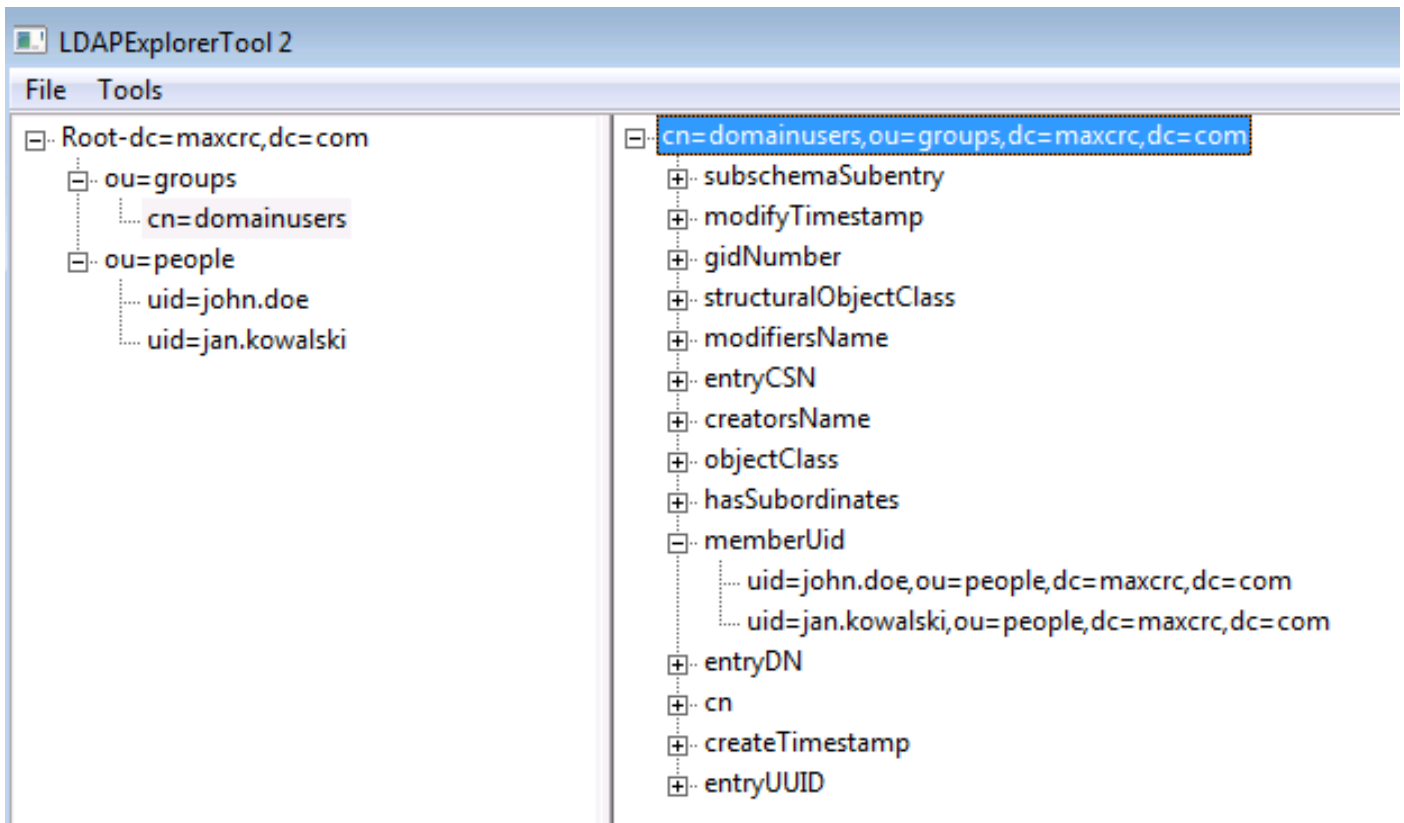 LDAPExplorerTool 2
File Tools
Root-dc=maxcrc,dc=com
ou=groups
cn=domainusers
ou=people
uid=john.doe
uid=jan.kowalski
cn=domainusers,ou=groups,dc=maxcrc,dc=com
subschemaSubentry
modifyTimestamp
gidNumber
structuralObjectClass
modifiersName
entryCSN
creatorsName
objectClass
hasSubordinates
memberUid
uid=john.doe,ou=people,dc=maxcrc,dc=com
uid=jan.kowalski,ou=people,dc=maxcrc,dc=com
entryDN
cn
createTimestamp
entryUUID